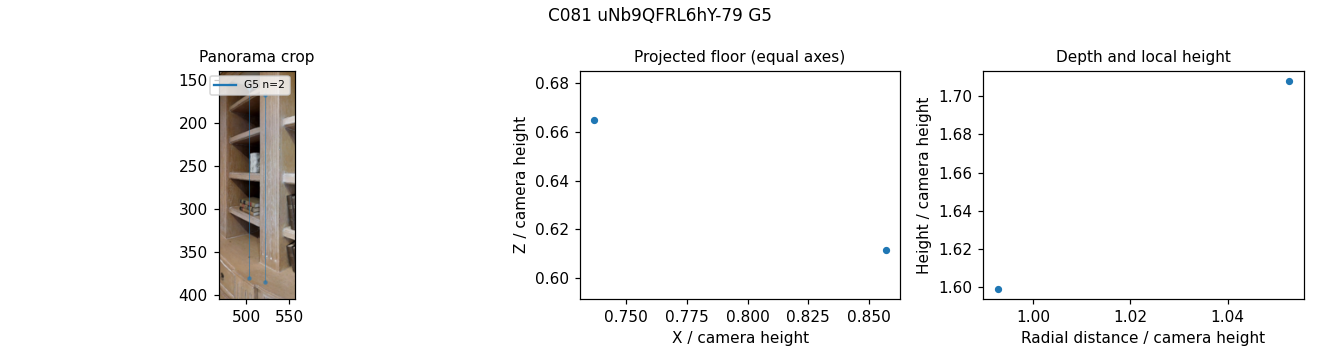 C081 uNb9QFRL6hY-79 G5
Panorama crop
Projected floor (equal axes)
Depth and local height
G5 n=2
150
200
250
300
350
400
500 550
Z / camera height
0.68
0.66
0.64
0.62
0.60
0.750 0.775 0.800 0.825 0.850
X / camera height
Height / camera height
1.70
1.68
1.66
1.64
1.62
1.60
1.00 1.02 1.04
Radial distance / camera height